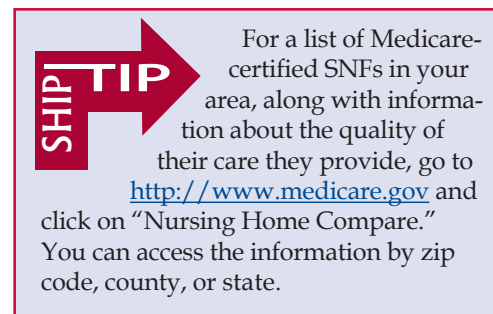 SHIP TIP
For a list of Medicare-
certified SNFs in your
area, along with informa-
tion about the quality of
their care they provide, go to
http://www.medicare.gov and
click on “Nursing Home Compare.”
You can access the information by zip
code, county, or state.